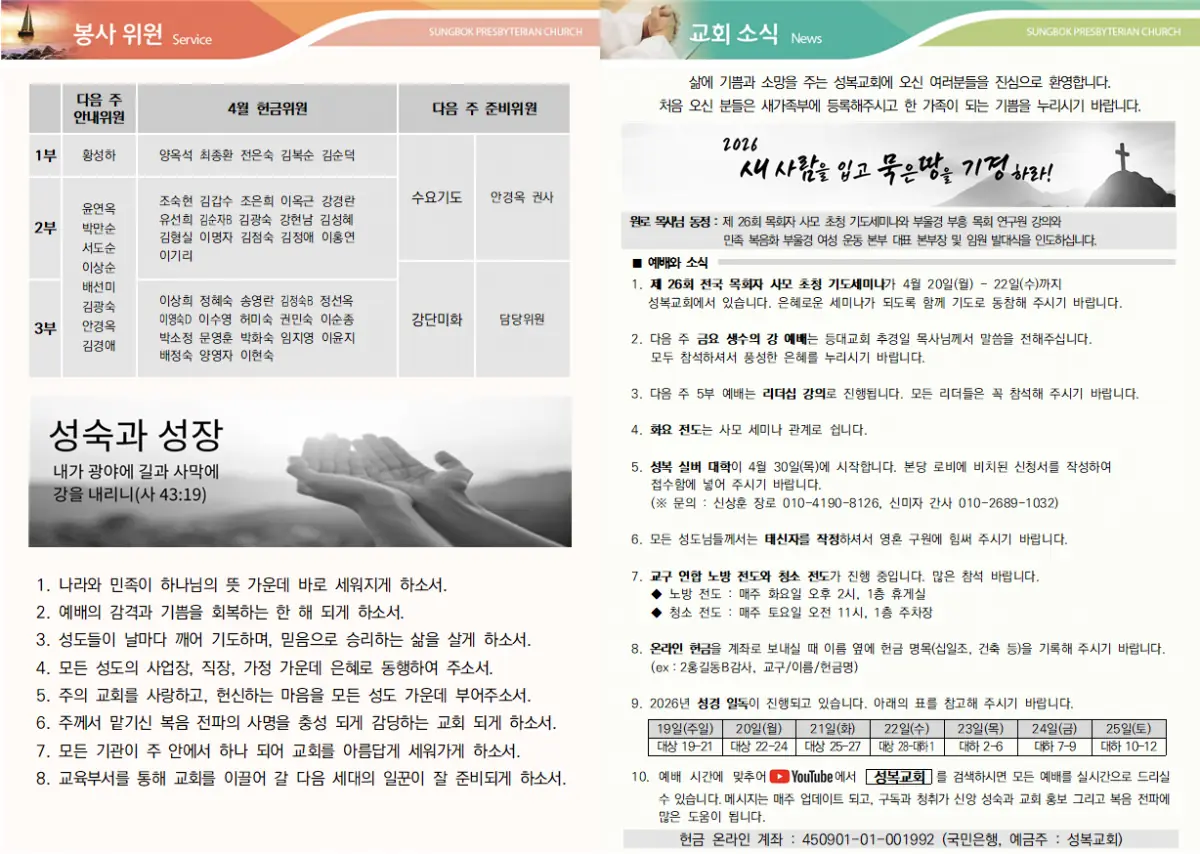 봉사 위원 Service
SUNGBOK PRESBYTERIAN CHURCH
다음 주 안내위원
4월 헌금위원
다음 주 준비위원
1부
황성하
양옥석 최종환 전은숙 김복순 김순덕
2부
3부
윤연옥
박만순
서도순
이상순
배선미
김광숙
안경옥
김경애
조숙현 김갑수 조은희 이옥근 강경란
유선희 김순자B 김광숙 강현남 김성혜
김형실 이명자 김점숙 김정애 이홍연
이기리
이상희 정혜숙 송영란 김정숙B 정선옥
이영숙D 이수영 허미숙 권민숙 이순종
박소정 문영훈 박화숙 임지영 이윤지
배정숙 양영자 이현숙
수요기도
안경옥 권사
강단미화
담당위원
성숙과 성장
내가 광야에 길과 사막에
강을 내리니(사 43:19)
1. 나라와 민족이 하나님의 뜻 가운데 바로 세워지게 하소서.
2. 예배의 감격과 기쁨을 회복하는 한 해 되게 하소서.
3. 성도들이 날마다 깨어 기도하며, 믿음으로 승리하는 삶을 살게 하소서.
4. 모든 성도의 사업장, 직장, 가정 가운데 은혜로 동행하여 주소서.
5. 주의 교회를 사랑하고, 헌신하는 마음을 모든 성도 가운데 부어주소서.
6. 주께서 맡기신 복음 전파의 사명을 충성 되게 감당하는 교회 되게 하소서.
7. 모든 기관이 주 안에서 하나 되어 교회를 아름답게 세워가게 하소서.
8. 교육부서를 통해 교회를 이끌어 갈 다음 세대의 일꾼이 잘 준비되게 하소서.
교회 소식 News
SUNGBOK PRESBYTERIAN CHURCH
삶에 기쁨과 소망을 주는 성복교회에 오신 여러분들을 진심으로 환영합니다.
처음 오신 분들은 새가족부에 등록해주시고 한 가족이 되는 기쁨을 누리시기 바랍니다.
2026
새 사람을 입고 묵은땅을 기경하라!
원로 목사님 동정 : 제 26회 목회자 사모 초청 기도세미나와 부울경 부흥 목회 연구원 강의와
민족 복음화 부울경 여성 운동 본부 대표 본부장 및 임원 발대식을 인도하십니다.
■ 예배와 소식
1. 제 26회 전국 목회자 사모 초청 기도세미나가 4월 20일(월) - 22일(수)까지
성복교회에서 있습니다. 은혜로운 세미나가 되도록 함께 기도로 동참해 주시기 바랍니다.
2. 다음 주 금요 생수의 강 예배는 등대교회 추경일 목사님께서 말씀을 전해주십니다.
모두 참석하셔서 풍성한 은혜를 누리시기 바랍니다.
3. 다음 주 5부 예배는 리더십 강의로 진행됩니다. 모든 리더들은 꼭 참석해 주시기 바랍니다.
4. 화요 전도는 사모 세미나 관계로 쉽니다.
5. 성복 실버 대학이 4월 30일(목)에 시작합니다. 본당 로비에 비치된 신청서를 작성하여
접수함에 넣어 주시기 바랍니다.
(※ 문의 : 신상훈 장로 010-4190-8126, 신미자 간사 010-2689-1032)
6. 모든 성도님들께서는 태신자를 작정하셔서 영혼 구원에 힘써 주시기 바랍니다.
7. 교구 연합 노방 전도와 청소 전도가 진행 중입니다. 많은 참석 바랍니다.
◆ 노방 전도 : 매주 화요일 오후 2시, 1층 휴게실
◆ 청소 전도 : 매주 토요일 오전 11시, 1층 주차장
8. 온라인 헌금을 계좌로 보내실 때 이름 옆에 헌금 명목(십일조, 건축 등)을 기록해 주시기 바랍니다.
(ex : 2홍길동B감사, 교구/이름/헌금명)
9. 2026년 성경 일독이 진행되고 있습니다. 아래의 표를 참고해 주시기 바랍니다.
19일(주일) 20일(월) 21일(화) 22일(수) 23일(목) 24일(금) 25일(토)
대상 19-21 대상 22-24 대상 25-27 대상 28-대하 1 대하 2-6 대하 7-9 대하 10-12
10. 예배 시간에 맞추어 YouTube에서 성복교회 를 검색하시면 모든 예배를 실시간으로 드리실
수 있습니다. 메시지는 매주 업데이트 되고, 구독과 청취가 신앙 성숙과 교회 홍보 그리고 복음 전파에
많은 도움이 됩니다.
헌금 온라인 계좌 : 450901-01-001992 (국민은행, 예금주 : 성복교회)